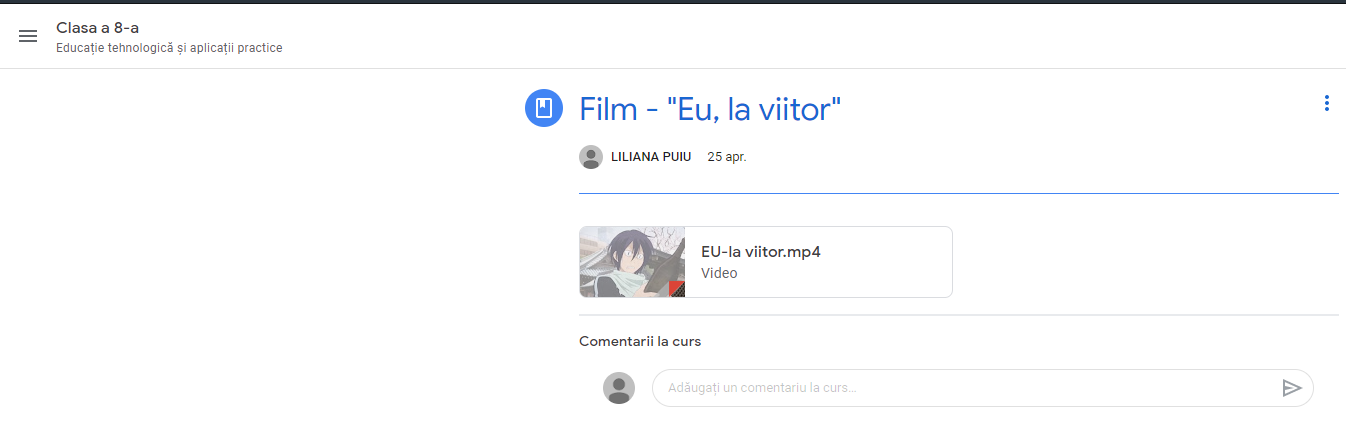 Clasa a 8-a
Educație tehnologică și aplicații practice
Film - "Eu, la viitor"
LILIANA PUIU 25 apr.
EU-la viitor.mp4
Video
Comentarii la curs
Adăugați un comentariu la curs...